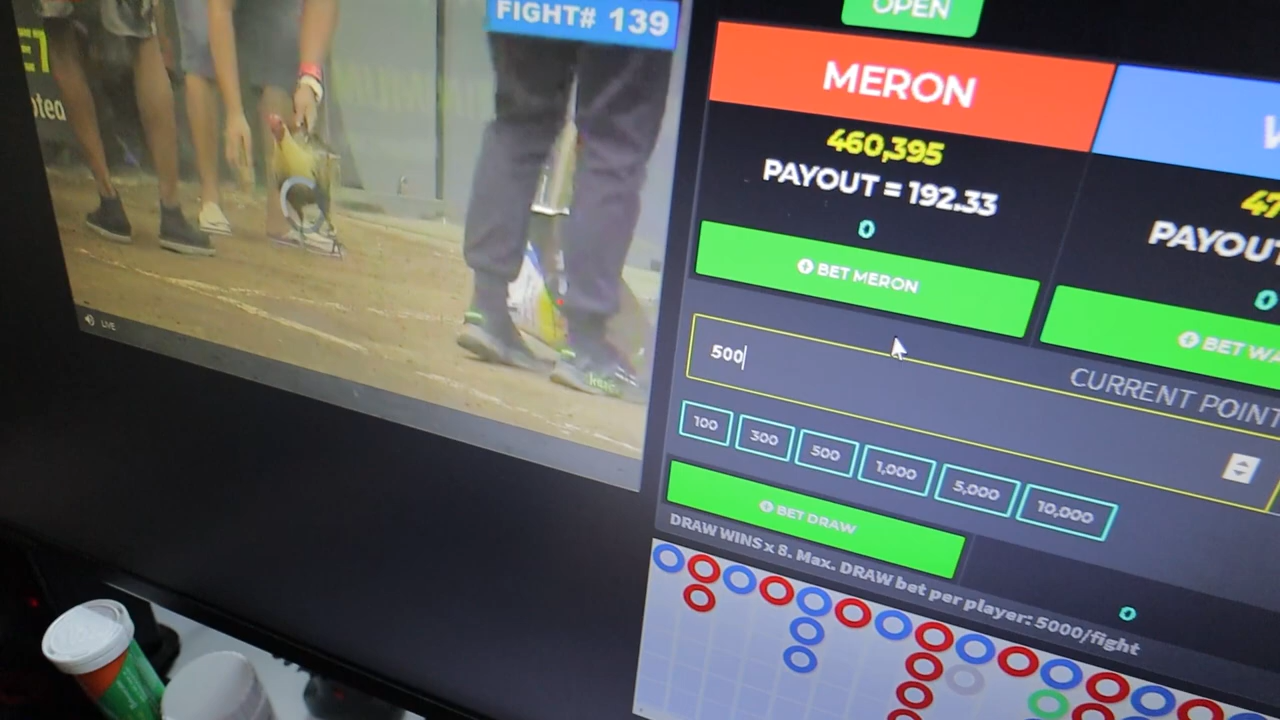 FIGHT# 139
LIVE
OPEN
MERON
460,395
PAYOUT = 192.33
0
BET MERON
PAYOUT
0
BET WA
500
CURRENT POINT
100
300
500
1,000
5,000
10,000
BET DRAW
DRAW WINS x 8. Max. DRAW bet per player: 5000/fight
0